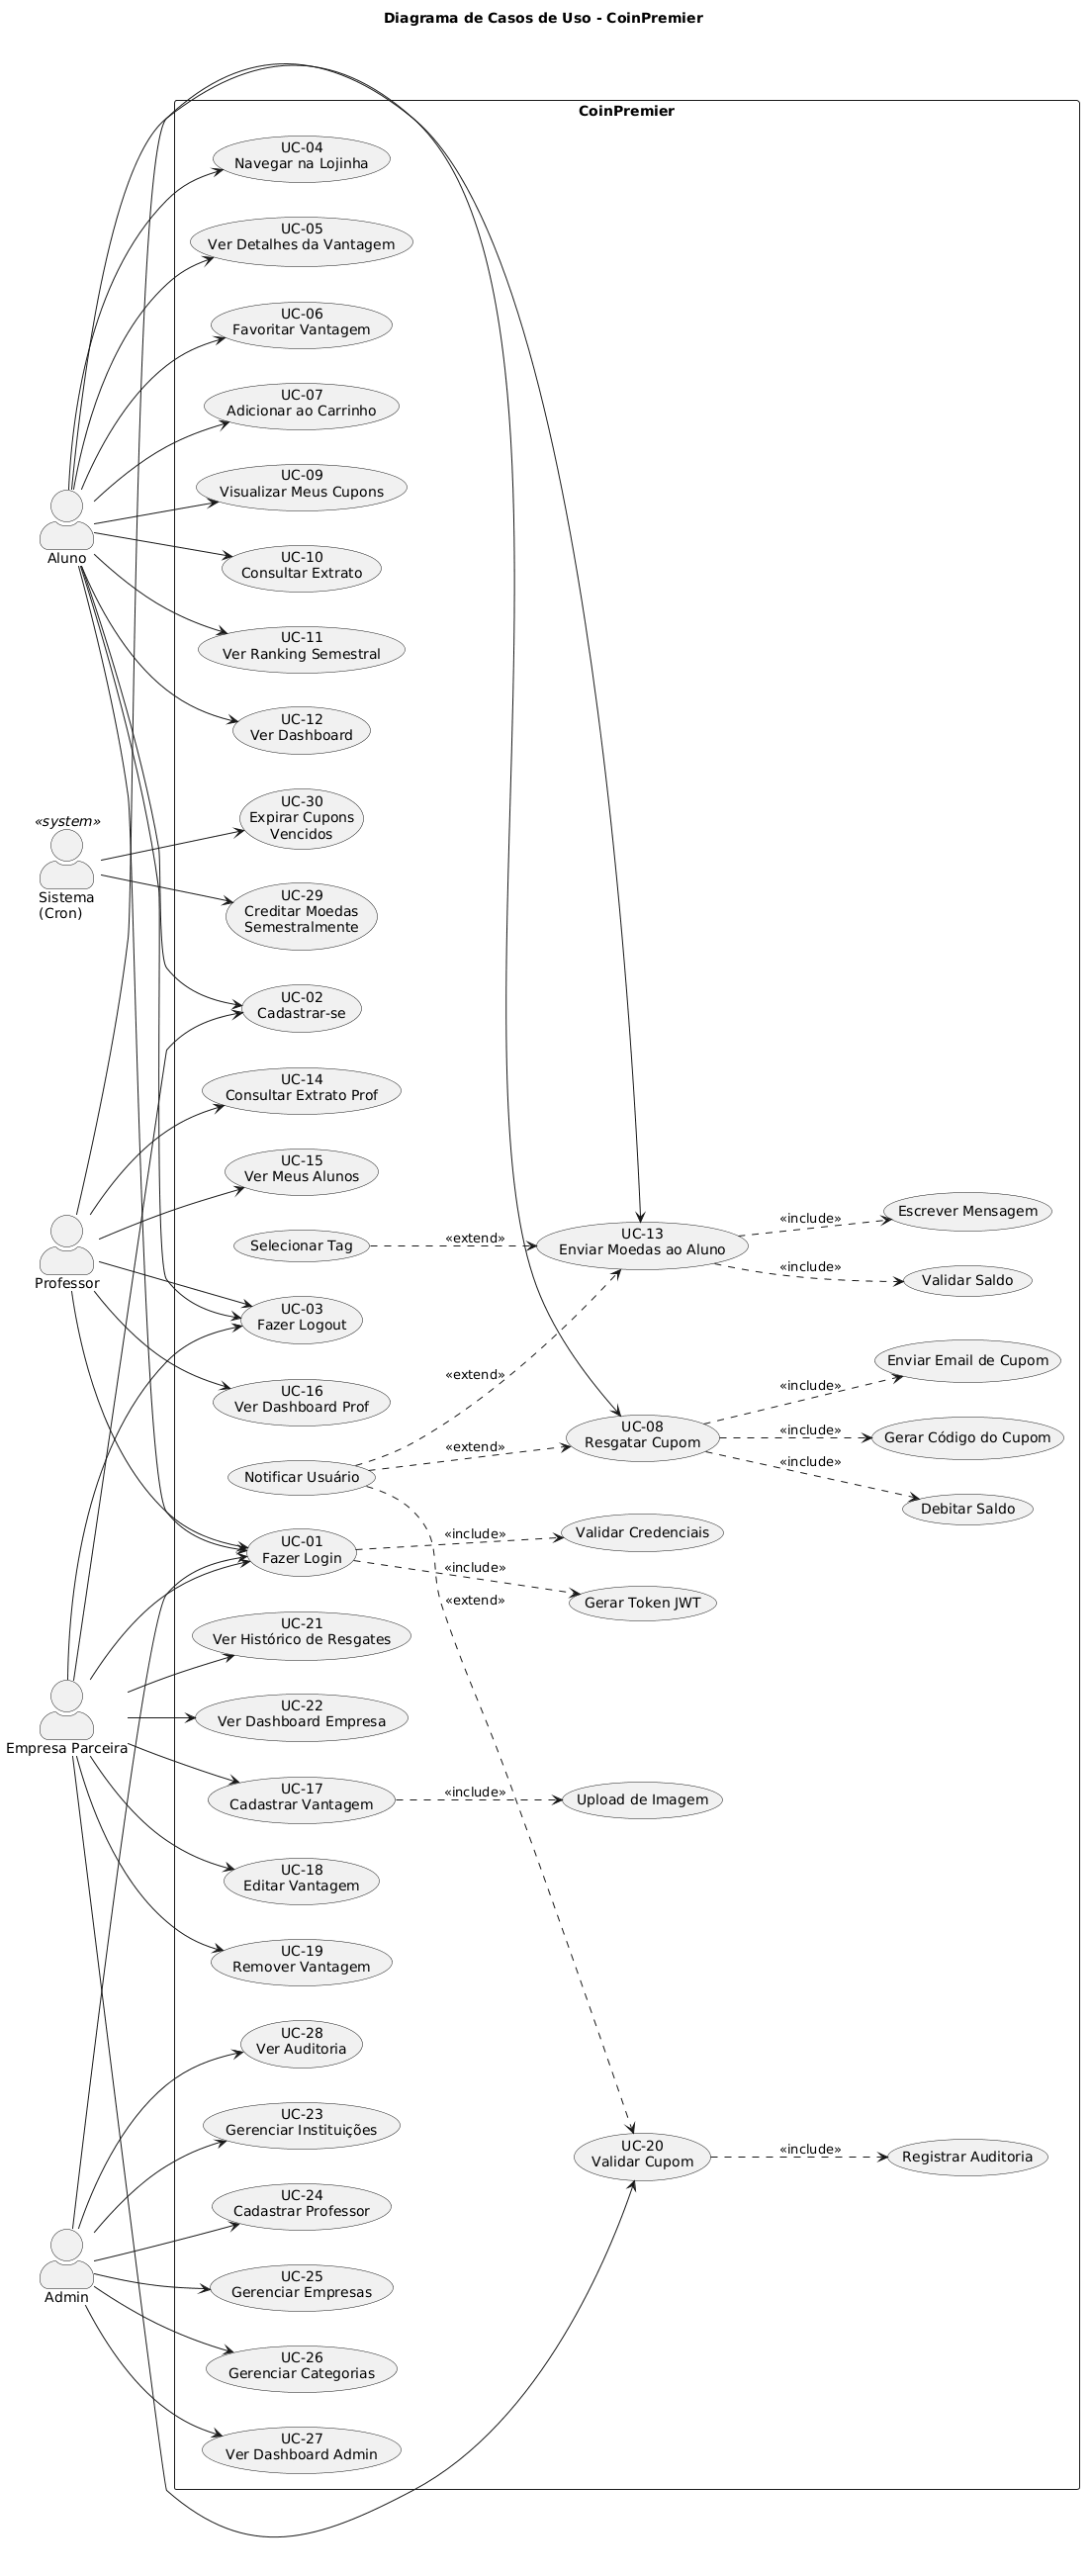 Diagrama de Casos de Uso - CoinPremier
CoinPremier
UC-04
Navegar na Lojinha
UC-05
Ver Detalhes da Vantagem
UC-06
Favoritar Vantagem
UC-07
Adicionar ao Carrinho
UC-09
Visualizar Meus Cupons
Aluno
UC-10
Consultar Extrato
UC-11
Ver Ranking Semestral
UC-12
Ver Dashboard
«system»
Sistema
(Cron)
UC-30
Expirar Cupons
Vencidos
UC-29
Creditar Moedas
Semestralmente
UC-02
Cadastrar-se
UC-14
Consultar Extrato Prof
UC-15
Ver Meus Alunos
Professor
Selecionar Tag
«extend»
UC-13
Enviar Moedas ao Aluno
«include»
Escrever Mensagem
«include»
Validar Saldo
UC-03
Fazer Logout
UC-16
Ver Dashboard Prof
«extend»
Notificar Usuário
«extend»
UC-08
Resgatar Cupom
«include»
Enviar Email de Cupom
«include»
Gerar Código do Cupom
«include»
Debitar Saldo
UC-01
Fazer Login
«include»
Validar Credenciais
«include»
Gerar Token JWT
«extend»
UC-21
Ver Histórico de Resgates
Empresa Parceira
UC-22
Ver Dashboard Empresa
UC-17
Cadastrar Vantagem
«include»
Upload de Imagem
UC-18
Editar Vantagem
UC-19
Remover Vantagem
UC-28
Ver Auditoria
UC-23
Gerenciar Instituições
UC-20
Validar Cupom
«include»
Registrar Auditoria
UC-24
Cadastrar Professor
Admin
UC-25
Gerenciar Empresas
UC-26
Gerenciar Categorias
UC-27
Ver Dashboard Admin